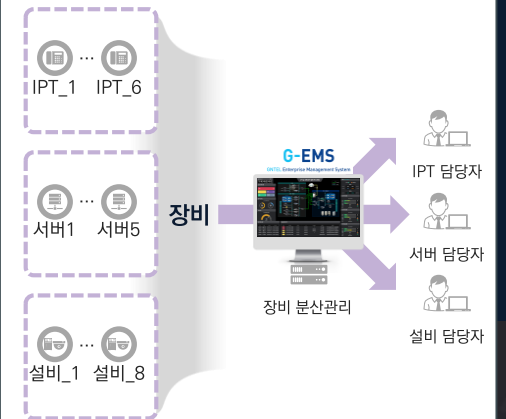 IPT_1 ... IPT_6
서버1 ... 서버5
설비_1 ... 설비_8
장비
G-EMS
GNTEL Enterprise Management System
장비 분산관리
IPT 담당자
서버 담당자
설비 담당자